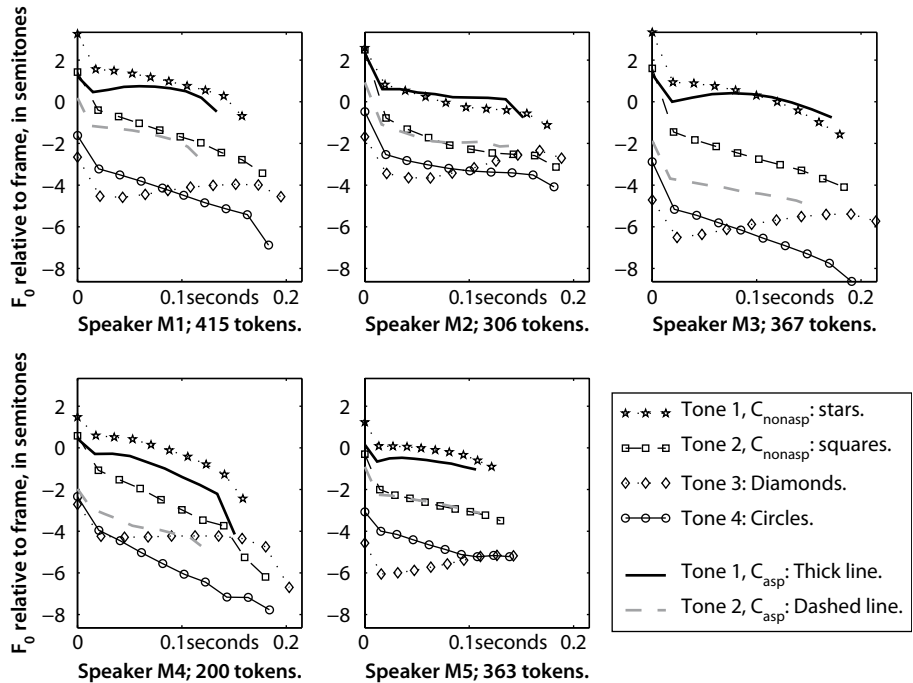 F0 relative to frame, in semitones
2
0
−2
−4
−6
−8
0
0.1seconds
0.2
Speaker M1; 415 tokens.
2
0
−2
−4
−6
−8
0
0.1seconds
0.2
Speaker M2; 306 tokens.
2
0
−2
−4
−6
−8
0
0.1seconds
0.2
Speaker M3; 367 tokens.
F0 relative to frame, in semitones
2
0
−2
−4
−6
−8
0
0.1seconds
0.2
Speaker M4; 200 tokens.
2
0
−2
−4
−6
−8
0
0.1seconds
0.2
Speaker M5; 363 tokens.
Tone 1, Cnonasp: stars.
Tone 2, Cnonasp: squares.
Tone 3: Diamonds.
Tone 4: Circles.
Tone 1, Casp: Thick line.
Tone 2, Casp: Dashed line.